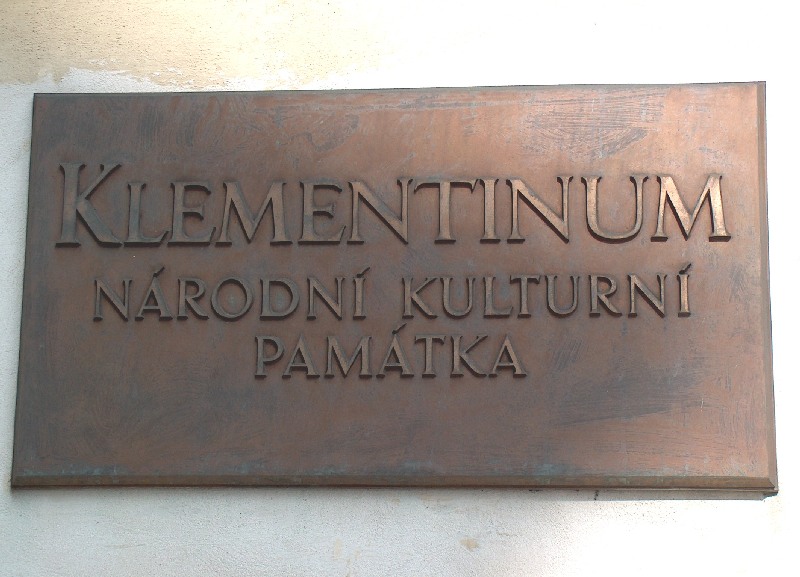 KLEMENTINUM
NÁRODNÍ KULTURNÍ
PAMÁTKA